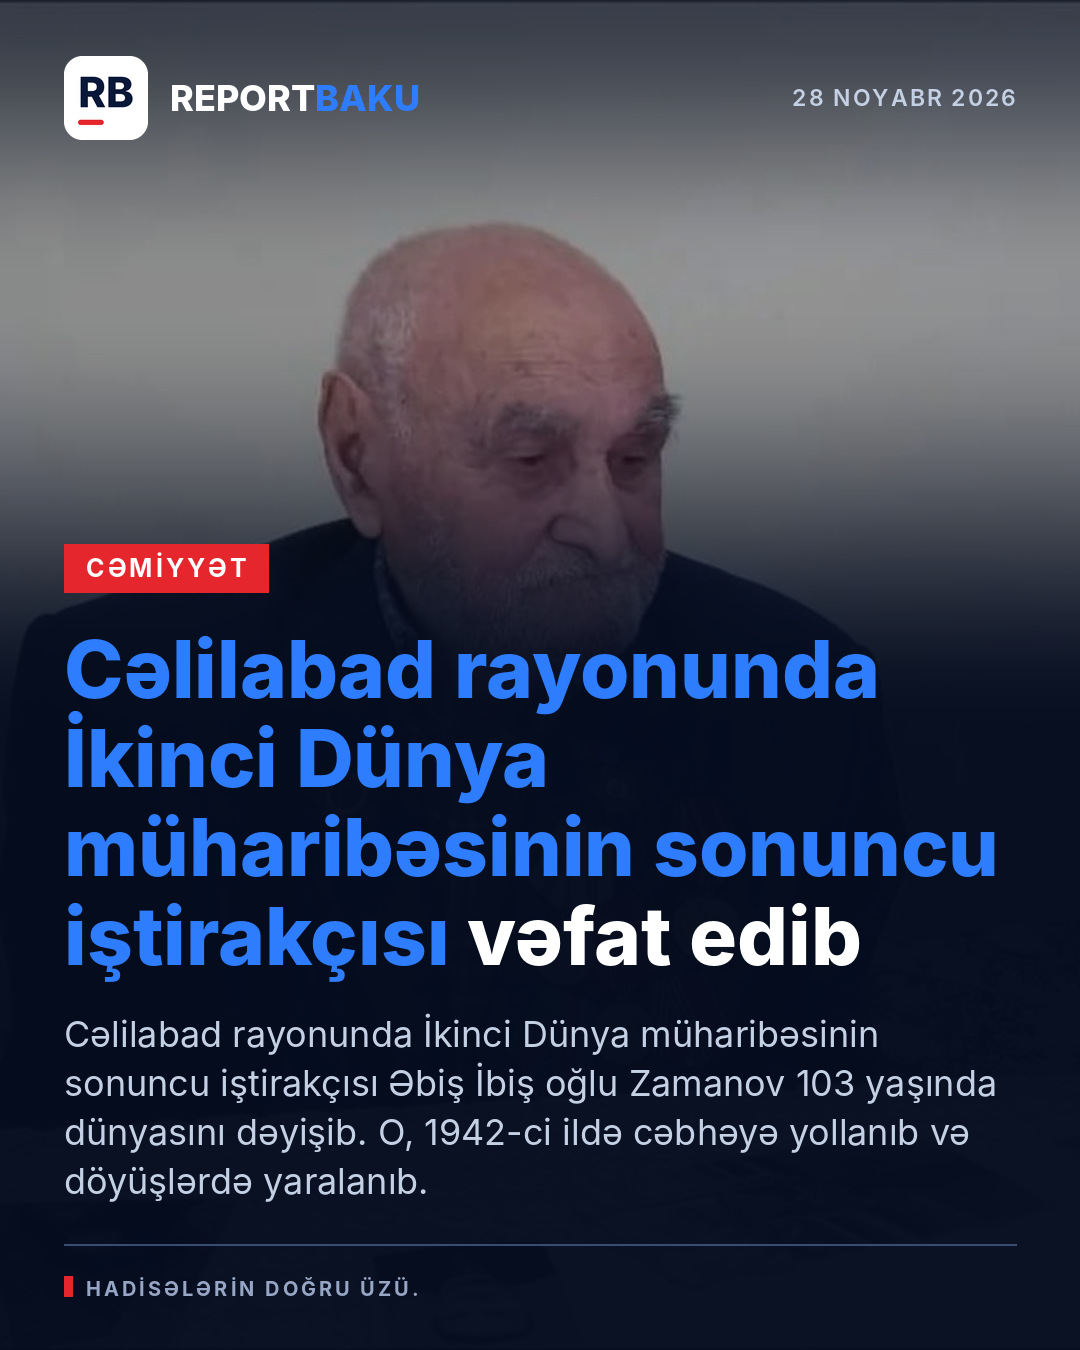 RB REPORTBAKU
28 NOYABR 2026
CƏMİYYƏT
Cəlilabad rayonunda
İkinci Dünya
müharibəsinin sonuncu
iştirakçısı vəfat edib
Cəlilabad rayonunda İkinci Dünya müharibəsinin
sonuncu iştirakçısı Əbiş İbiş oğlu Zamanov 103 yaşında
dünyasını dəyişib. O, 1942-ci ildə cəbhəyə yollanıb və
döyüşlərdə yaralanıb.
HADİSƏLƏRİN DOĞRU ÜZÜ.